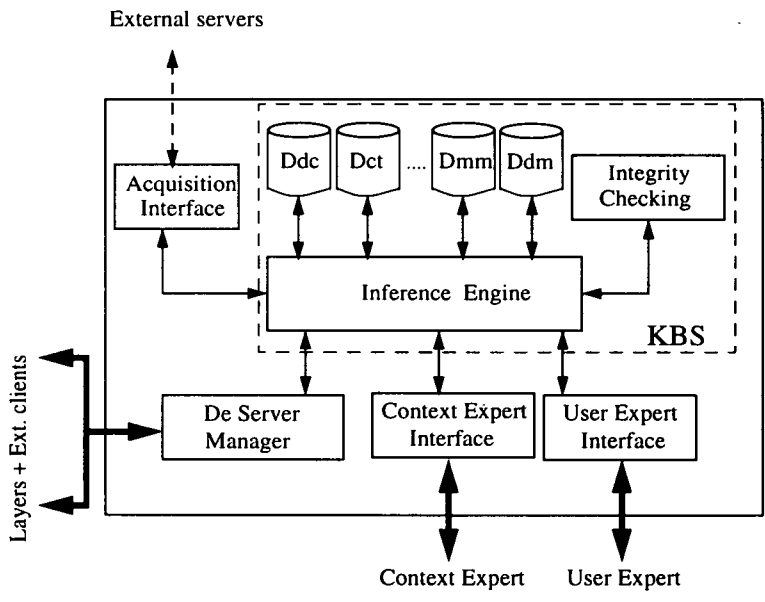 External servers
Ddc
Dct
....
Dmm
Ddm
Acquisition
Interface
Integrity
Checking
Inference Engine
KBS
Layers + Ext. clients
De Server
Manager
Context Expert
Interface
User Expert
Interface
Context Expert
User Expert